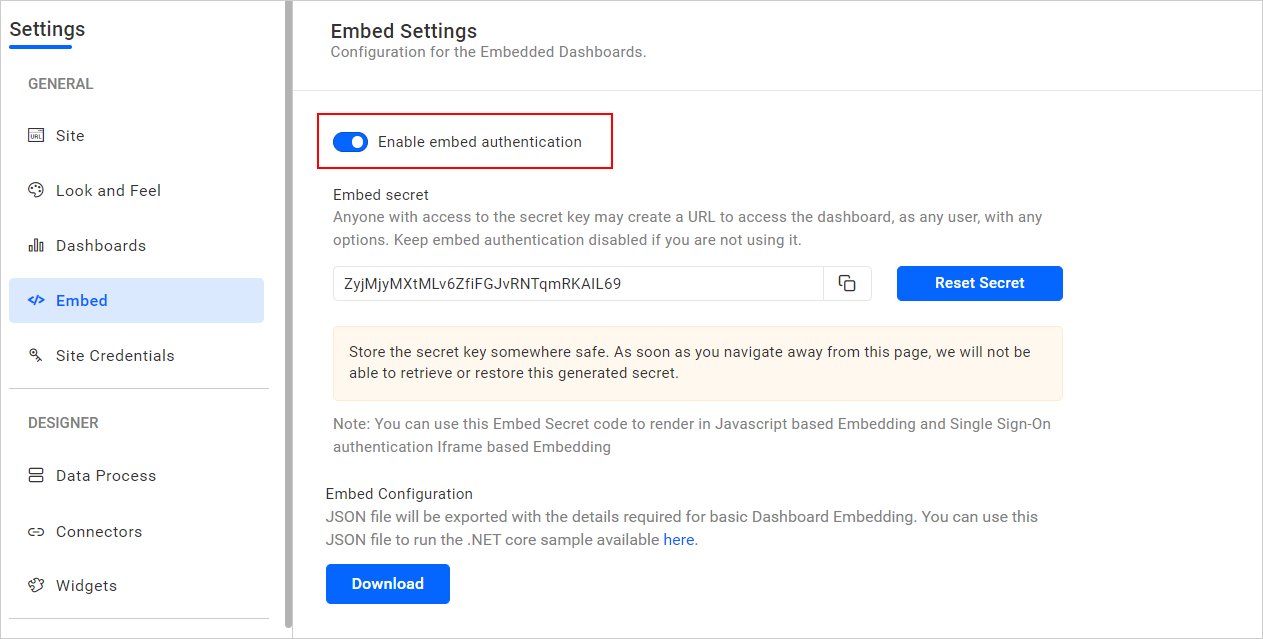 Settings
GENERAL
URL
Site
Look and Feel
Dashboards
Embed
Site Credentials
DESIGNER
Data Process
Connectors
Widgets
Embed Settings
Configuration for the Embedded Dashboards.
Enable embed authentication
Embed secret
Anyone with access to the secret key may create a URL to access the dashboard, as any user, with any
options. Keep embed authentication disabled if you are not using it.
ZyjMjyMXtMLv6ZfiFGJvRNTqmRKAIL69
Reset Secret
Store the secret key somewhere safe. As soon as you navigate away from this page, we will not be
able to retrieve or restore this generated secret.
Note: You can use this Embed Secret code to render in Javascript based Embedding and Single Sign-On
authentication Iframe based Embedding
Embed Configuration
JSON file will be exported with the details required for basic Dashboard Embedding. You can use this
JSON file to run the .NET core sample available here.
Download